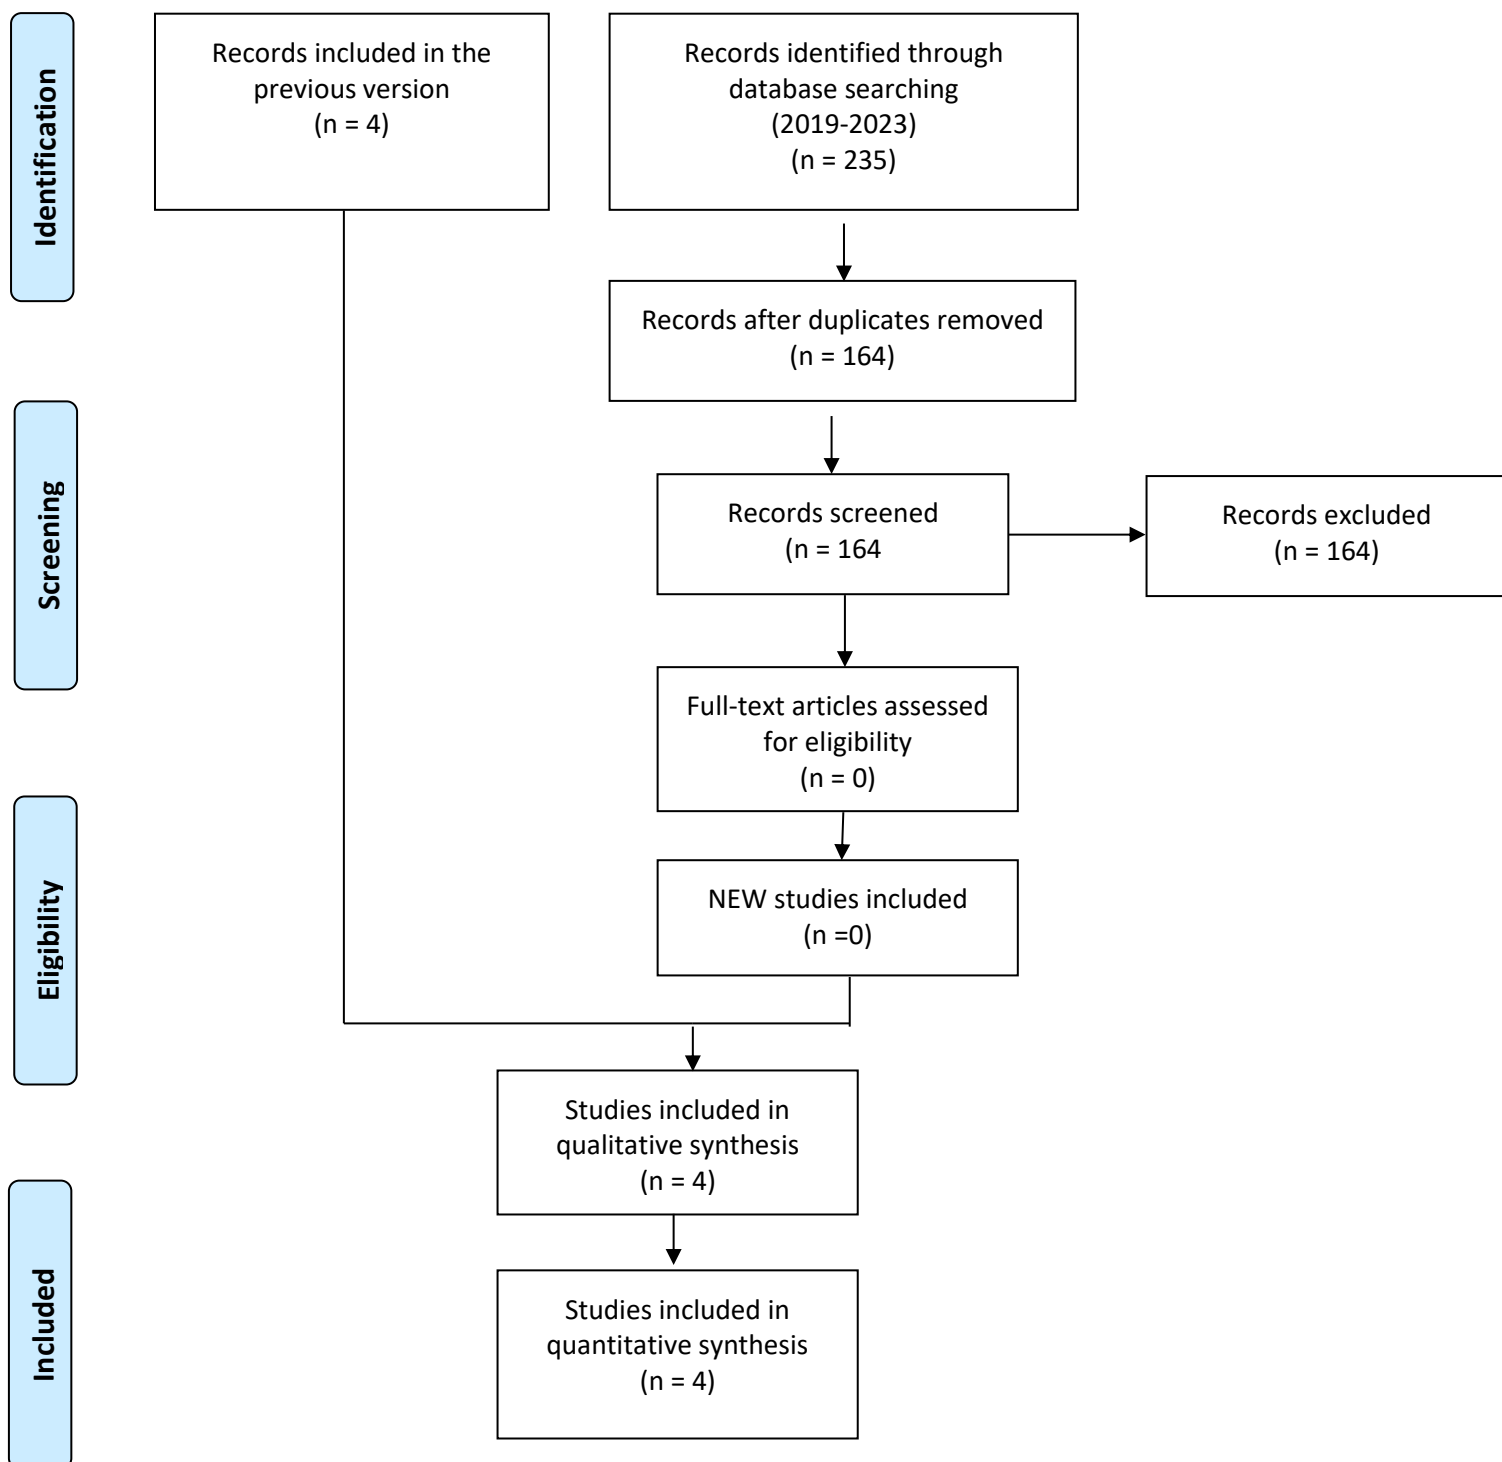 Identification
Records included in the
previous version
(n = 4)
Records identified through
database searching
(2019-2023)
(n = 235)
Records after duplicates removed
(n = 164)
Screening
Records screened
(n = 164
Records excluded
(n = 164)
Full-text articles assessed
for eligibility
(n = 0)
Eligibility
NEW studies included
(n =0)
Studies included in
qualitative synthesis
(n = 4)
Included
Studies included in
quantitative synthesis
(n = 4)